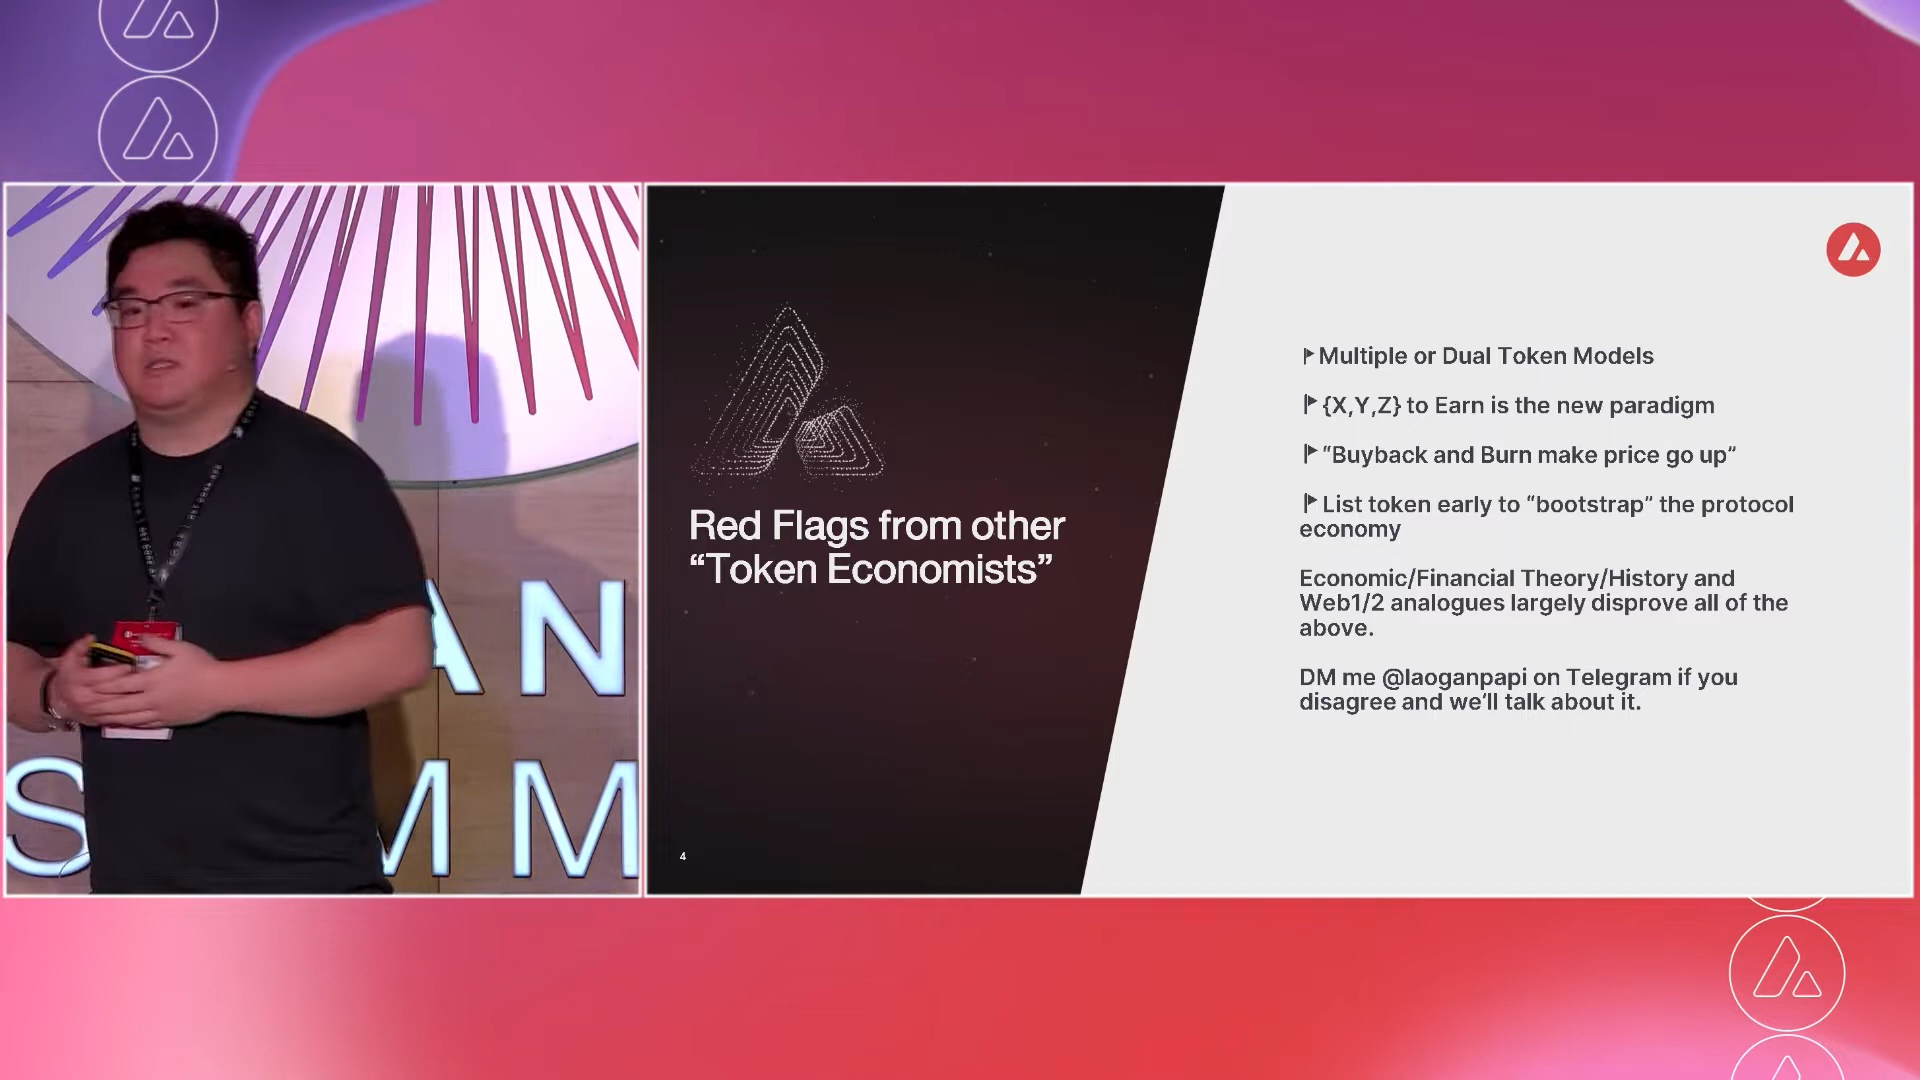 AN
S MM
Red Flags from other
“Token Economists”
4
Multiple or Dual Token Models
{X,Y,Z} to Earn is the new paradigm
“Buyback and Burn make price go up”
List token early to “bootstrap” the protocol
economy
Economic/Financial Theory/History and
Web1/2 analogues largely disprove all of the
above.
DM me @laoganpapi on Telegram if you
disagree and we’ll talk about it.